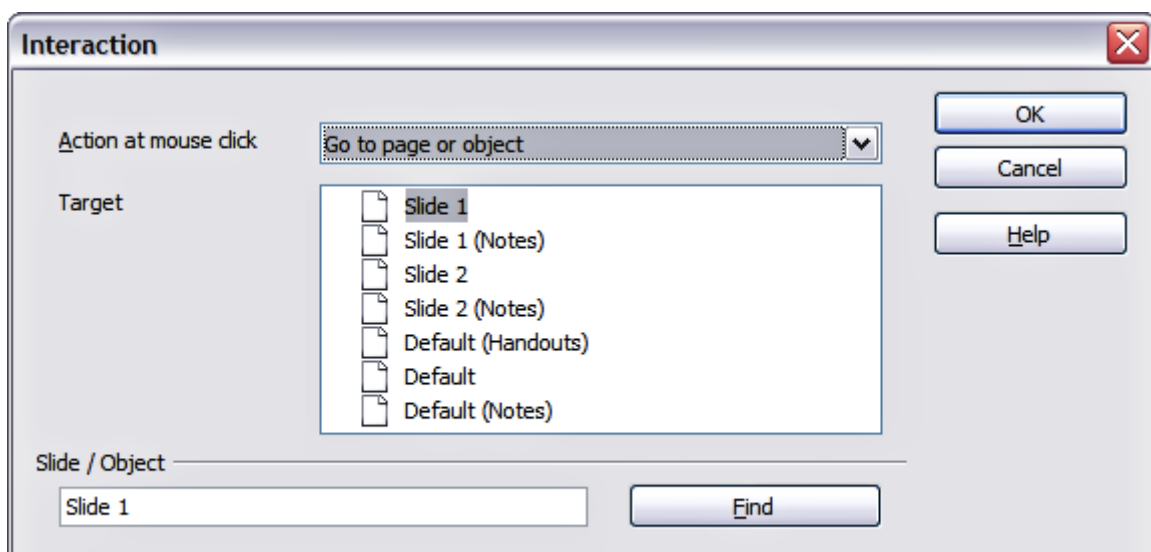 Interaction
Action at mouse click
Go to page or object
OK
Cancel
Help
Target
Slide 1
Slide 1 (Notes)
Slide 2
Slide 2 (Notes)
Default (Handouts)
Default
Default (Notes)
Slide / Object
Slide 1
Find